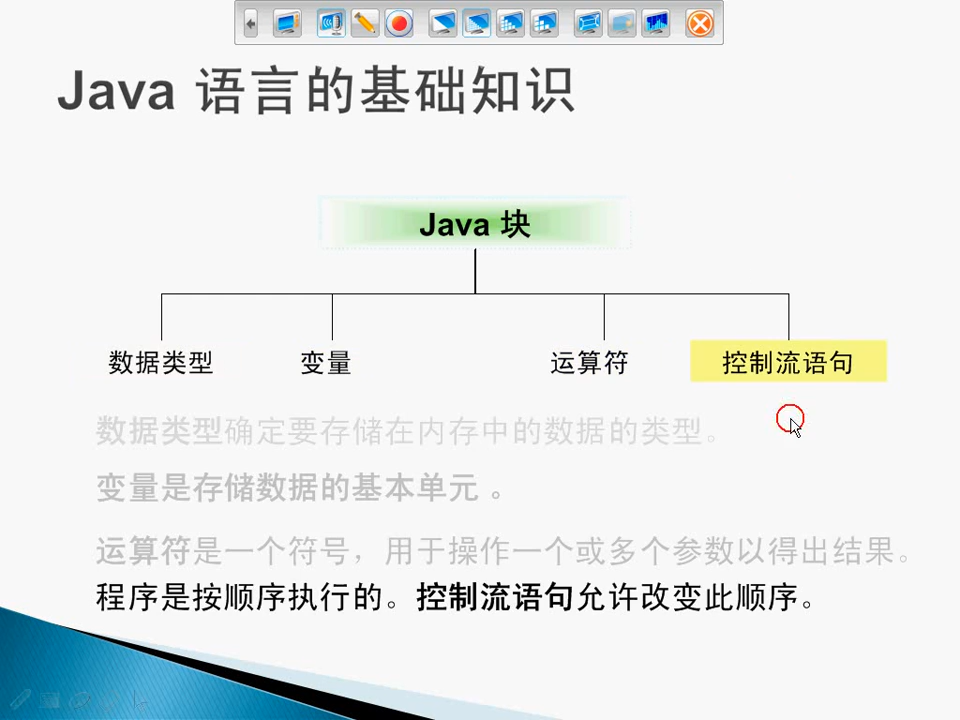 Java 语言的基础知识
Java 块
数据类型 变量 运算符 控制流语句
数据类型确定要存储在内存中的数据的类型。
变量是存储数据的基本单元 。
运算符是一个符号，用于操作一个或多个参数以得出结果。
程序是按顺序执行的。控制流语句允许改变此顺序。